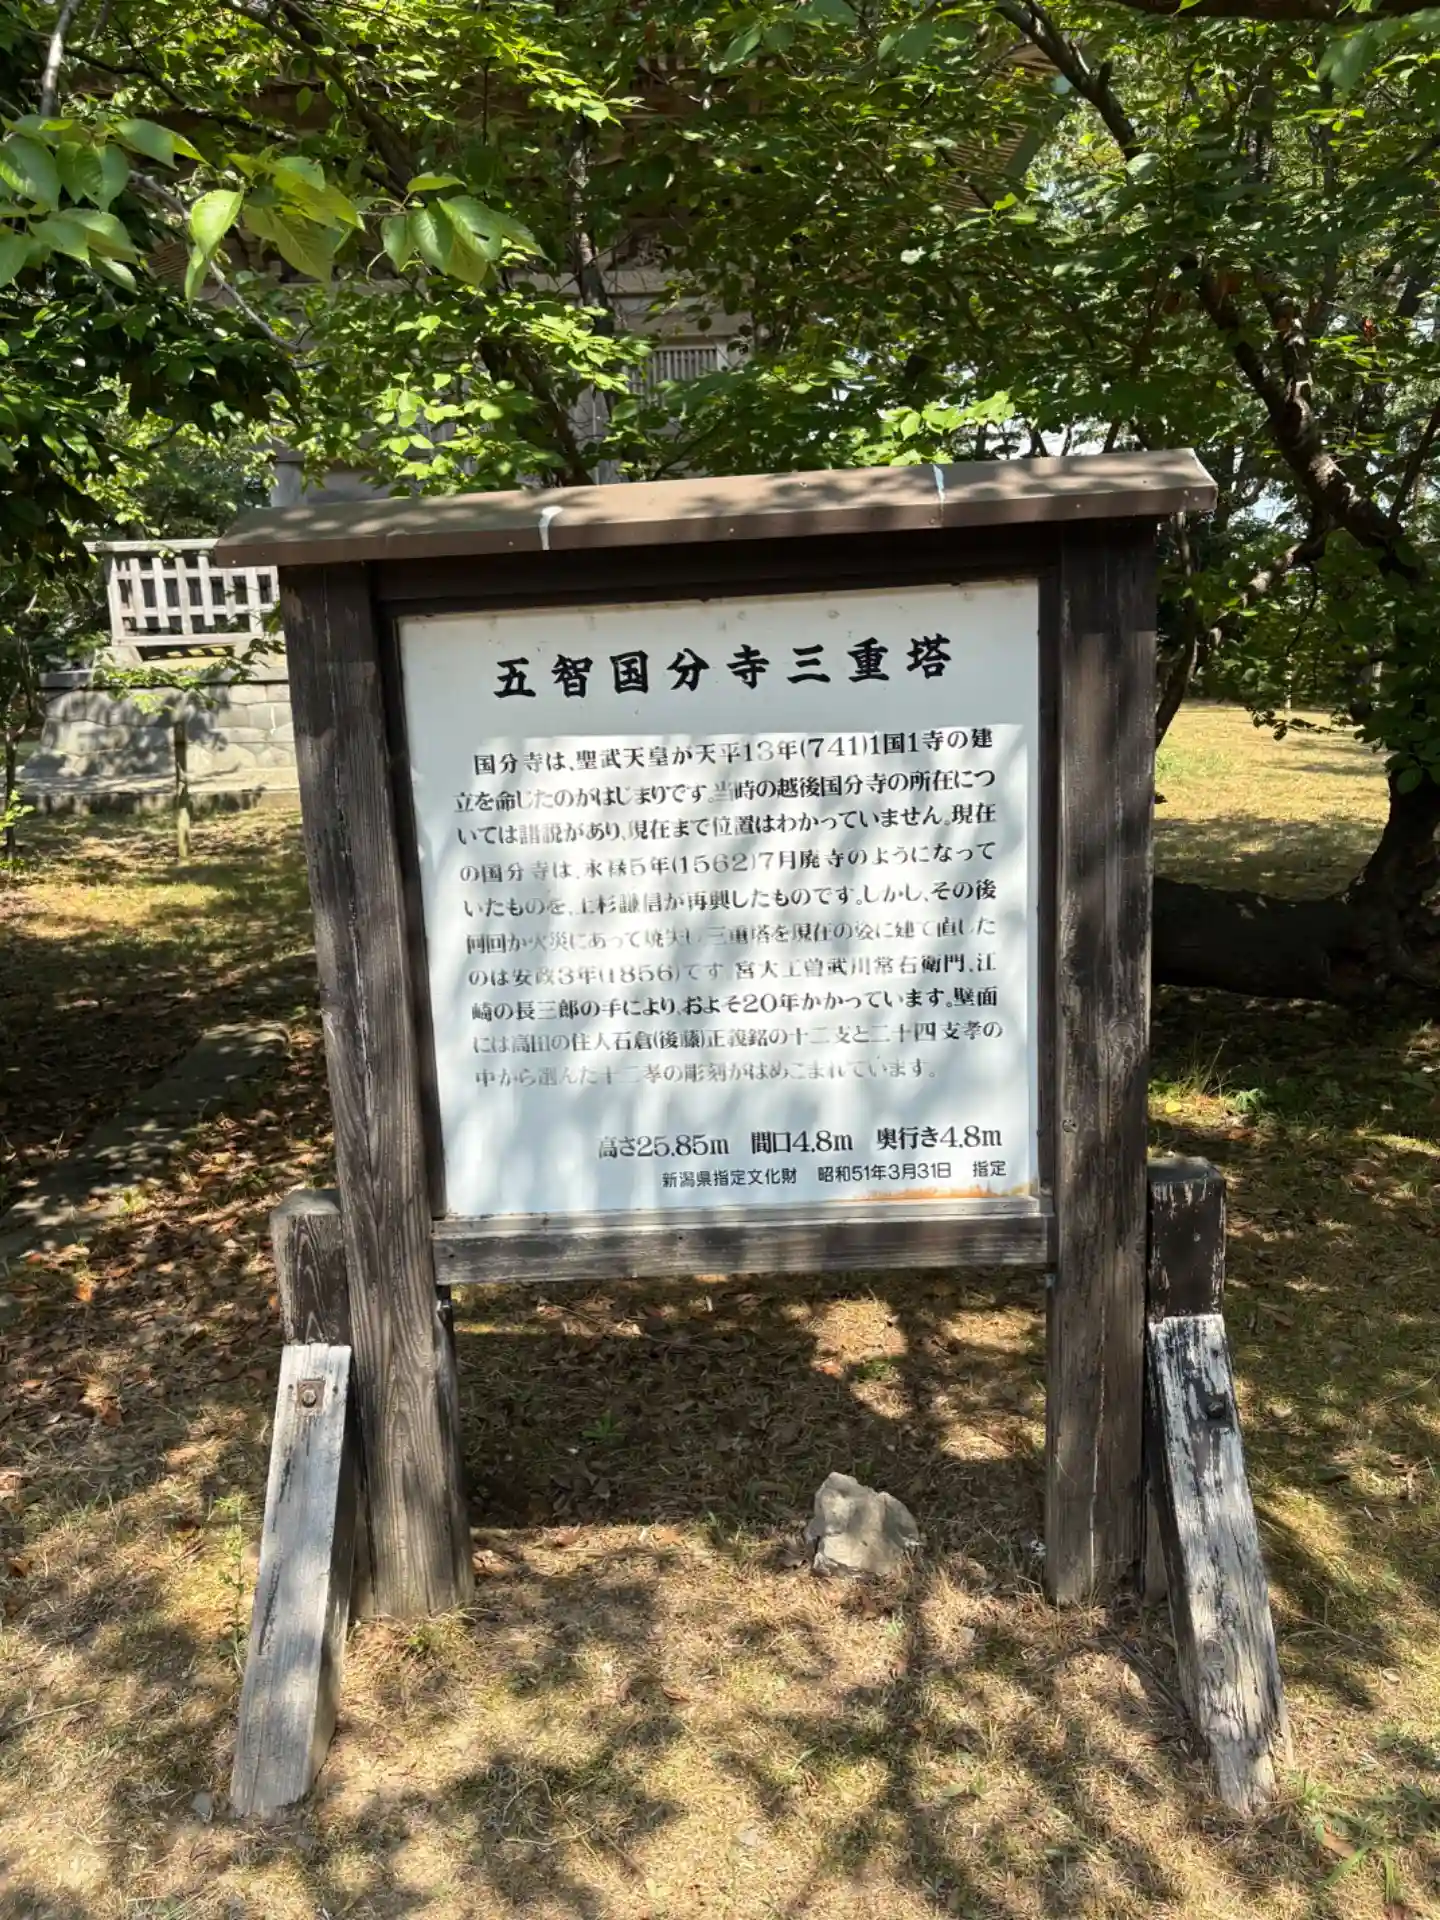 五智国分寺三重塔
国分寺は、聖武天皇が天平13年(741)1国1寺の建
立を命じたのがはじまりです。当時の越後国分寺の所在につ
いては諸説があり、現在まで位置はわかっていません。現在
の国分寺は、永禄5年(1562)7月廃寺のようになって
いたものを、上杉謙信が再興したものです。しかし、その後
何回か火災にあって焼失し三重塔を現在の姿に建て直した
のは安政3年(1856)です 宮大工曽武川常右衛門、江
崎の長三郎の手により、およそ20年かかっています。壁面
には高田の住人石倉(後藤)正義銘の十二支と二十四支孝の
中から選んだ十二孝の彫刻がはめこまれています。
高さ25.85m 間口4.8m 奥行き4.8m
新潟県指定文化財 昭和51年3月31日 指定